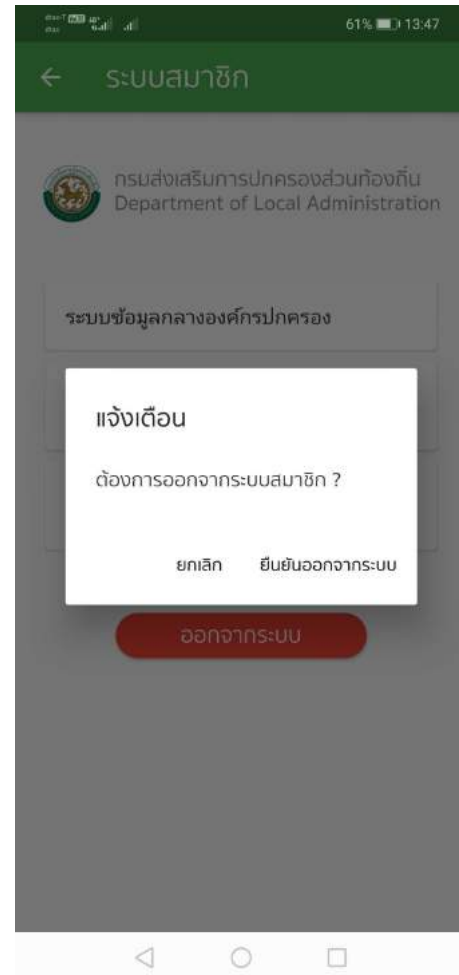 61% 13:47
ระบบสมาชิก
กรมส่งเสริมการปกครองส่วนท้องถิ่น
Department of Local Administration
ระบบข้อมูลกลางองค์กรปกครอง
แจ้งเตือน
ต้องการออกจากระบบสมาชิก ?
ยกเลิก ยืนยันออกจากระบบ
ออกจากระบบ